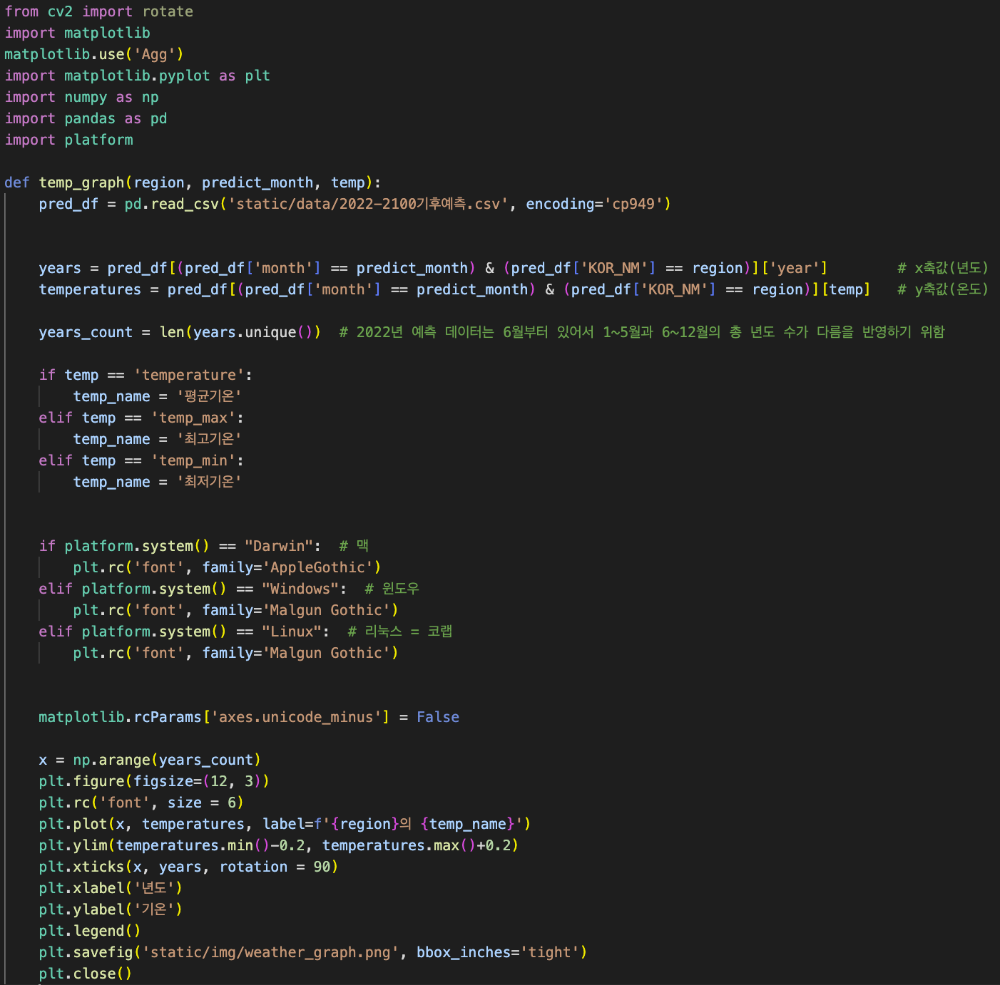 from cv2 import rotate
import matplotlib
matplotlib.use('Agg')
import matplotlib.pyplot as plt
import numpy as np
import pandas as pd
import platform
def temp_graph(region, predict_month, temp):
    pred_df = pd.read_csv('static/data/2022-2100기후예측.csv', encoding='cp949')
    years = pred_df[(pred_df['month'] == predict_month) & (pred_df['KOR_NM'] == region)]['year']        # x축값(년도)
    temperatures = pred_df[(pred_df['month'] == predict_month) & (pred_df['KOR_NM'] == region)][temp]   # y축값(온도)
    years_count = len(years.unique())  # 2022년 예측 데이터는 6월부터 있어서 1~5월과 6~12월의 총 년도 수가 다름을 반영하기 위함
    if temp == 'temperature':
        temp_name = '평균기온'
    elif temp == 'temp_max':
        temp_name = '최고기온'
    elif temp == 'temp_min':
        temp_name = '최저기온'
    if platform.system() == "Darwin":  # 맥
        plt.rc('font', family='AppleGothic')
    elif platform.system() == "Windows":  # 윈도우
        plt.rc('font', family='Malgun Gothic')
    elif platform.system() == "Linux":  # 리눅스 = 코랩
        plt.rc('font', family='Malgun Gothic')
    matplotlib.rcParams['axes.unicode_minus'] = False
    x = np.arange(years_count)
    plt.figure(figsize=(12, 3))
    plt.rc('font', size = 6)
    plt.plot(x, temperatures, label=f'{region}의 {temp_name}')
    plt.ylim(temperatures.min()-0.2, temperatures.max()+0.2)
    plt.xticks(x, years, rotation = 90)
    plt.xlabel('년도')
    plt.ylabel('기온')
    plt.legend()
    plt.savefig('static/img/weather_graph.png', bbox_inches='tight')
    plt.close()